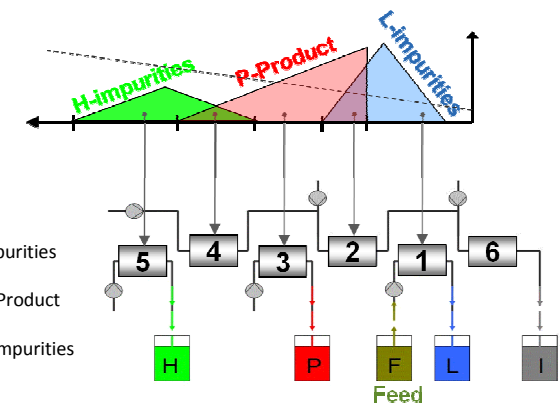 H-impurities
P-Product
L-impurities
5
4
3
2
1
6
purities
Product
mpurities
H
P
F
L
I
Feed